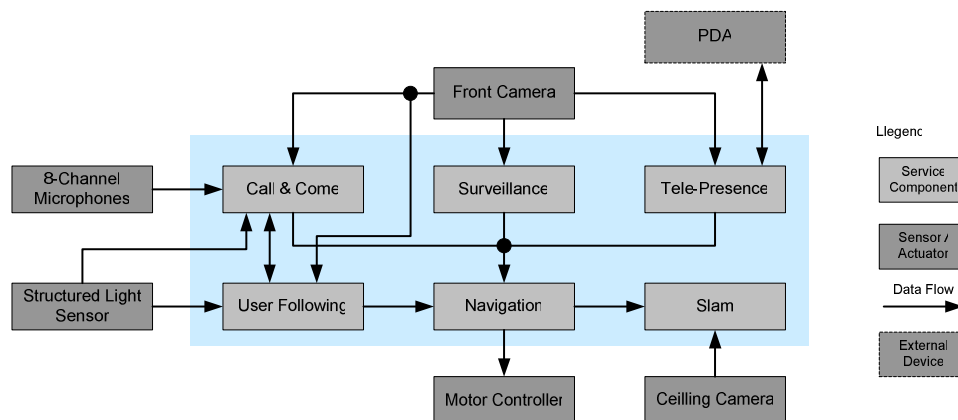 PDA
Front Camera
Llegend
8-Channel
Microphones
Call & Come
Surveillance
Tele-Presence
Service
Component
Sensor /
Actuator
Structured Light
Sensor
User Following
Navigation
Slam
Data Flow
External
Device
Motor Controller
Ceilling Camera